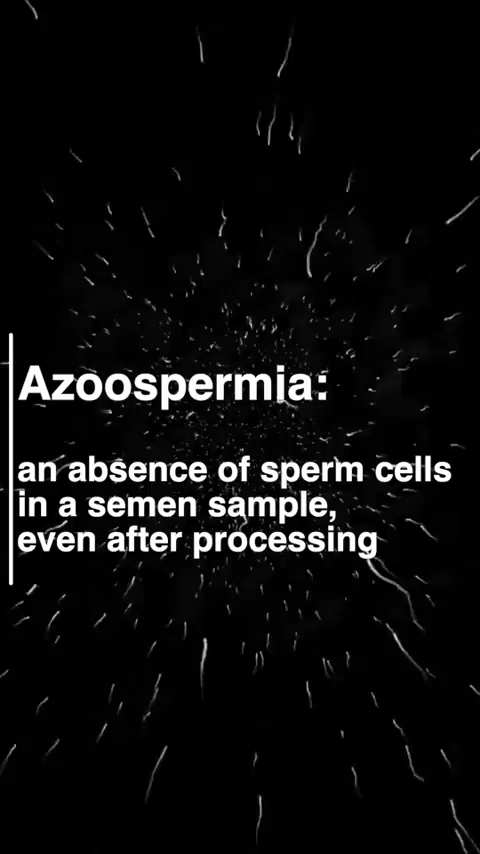 Azoospermia:
an absence of sperm cells
in a semen sample,
even after processing